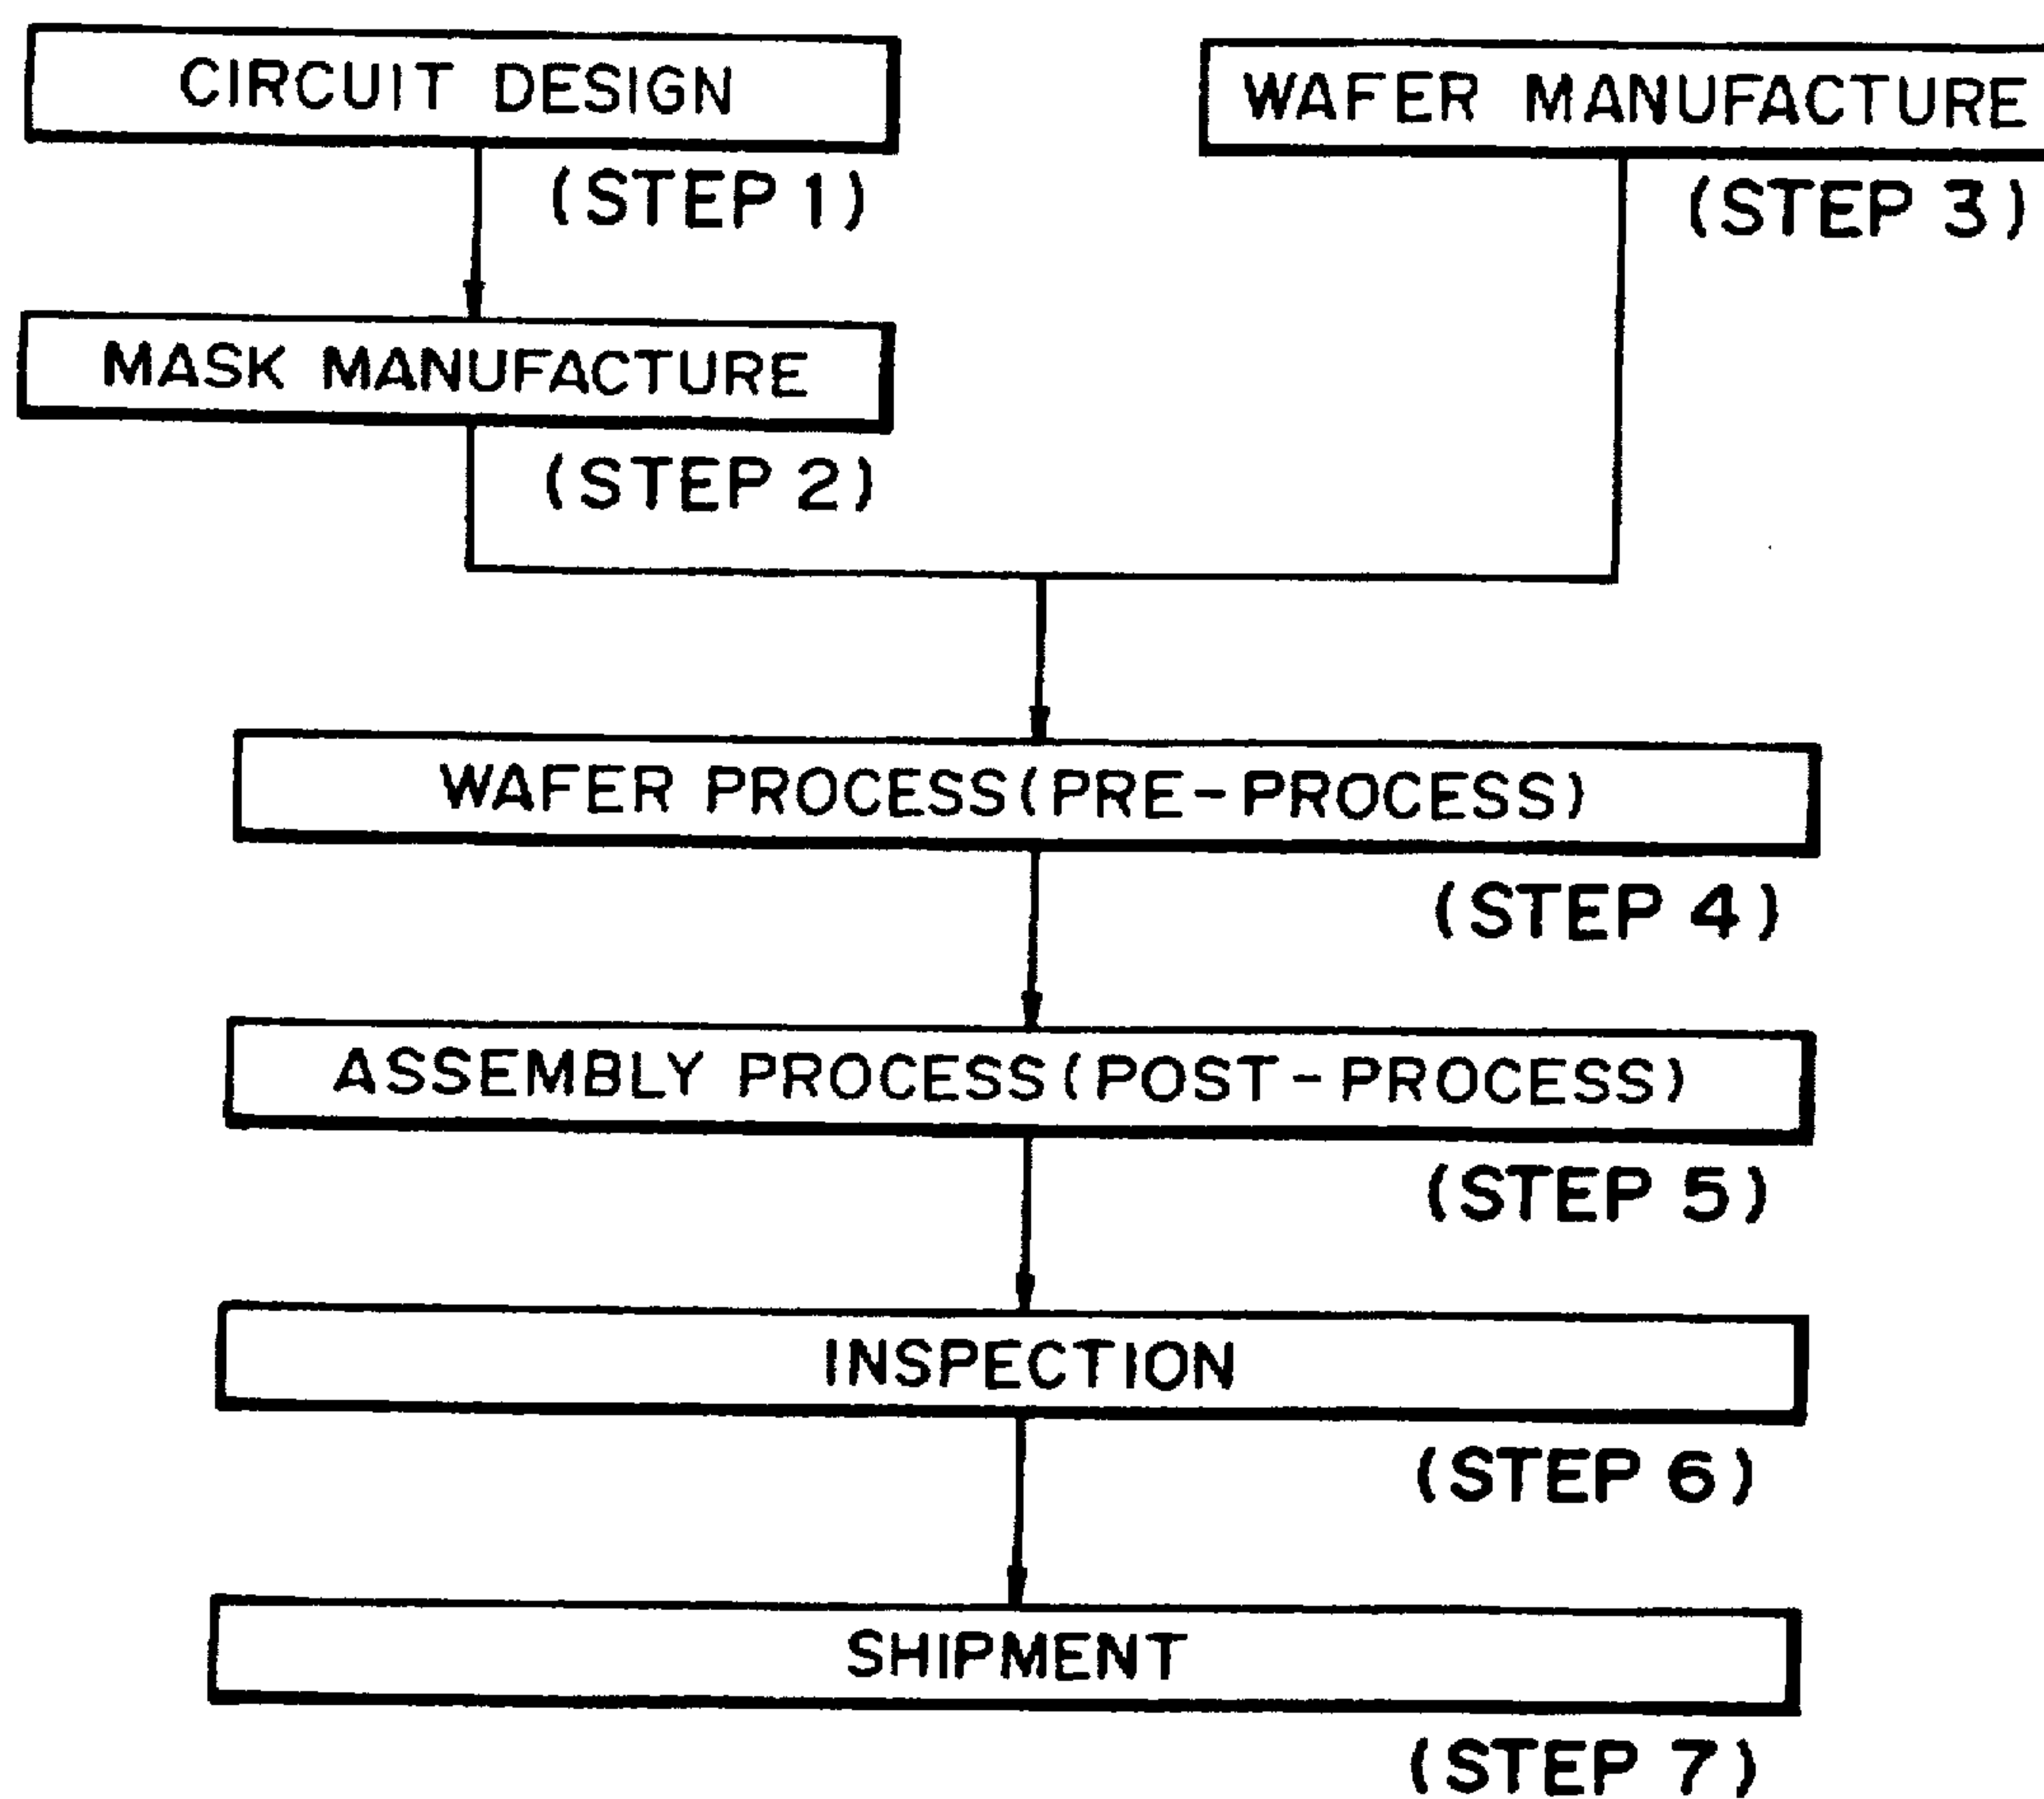 CIRCUIT DESIGN
(STEP 1)
WAFER MANUFACTURE
(STEP 3)
MASK MANUFACTURE
(STEP 2)
WAFER PROCESS(PRE-PROCESS)
(STEP 4)
ASSEMBLY PROCESS(POST-PROCESS)
(STEP 5)
INSPECTION
(STEP 6)
SHIPMENT
(STEP 7)